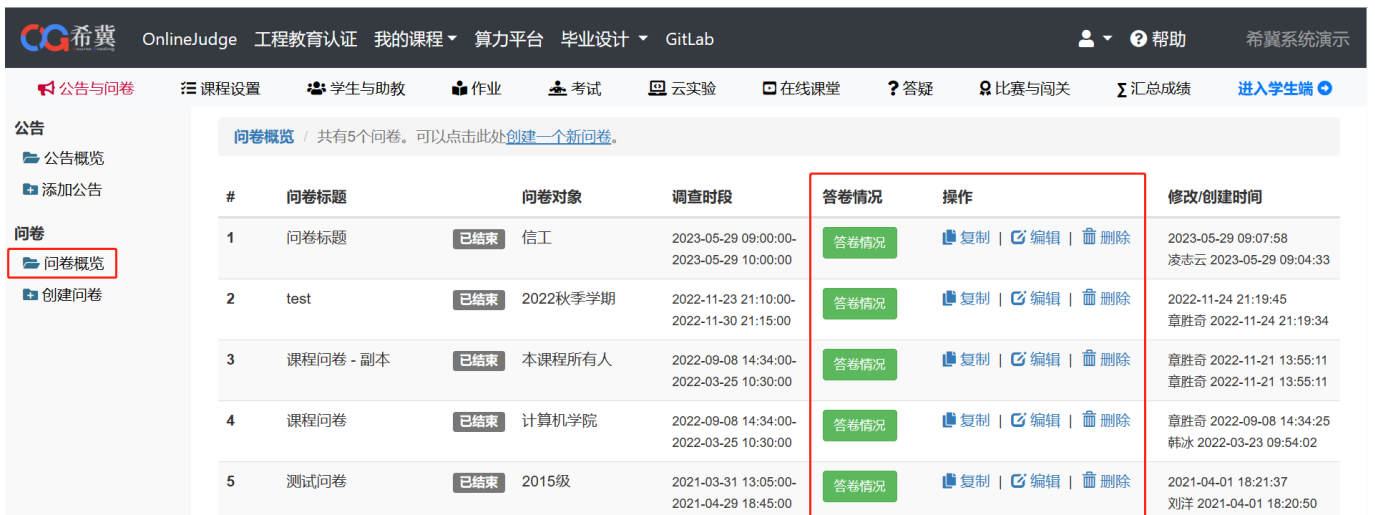 希冀 OnlineJudge 工程教育认证 我的课程 算力平台 毕业设计 GitLab 帮助 希冀系统演示
公告与问卷 课程设置 学生与助教 作业 考试 云实验 在线课堂 答疑 比赛与闯关 汇总成绩 进入学生端
公告
公告概览
添加公告
问卷
问卷概览
创建问卷
问卷概览 / 共有5个问卷。可以点击此处创建一个新问卷。
# 问卷标题 问卷对象 调查时段 答卷情况 操作 修改/创建时间
1 问卷标题 已结束 信工 2023-05-29 09:00:00- 答卷情况 复制 | 编辑 | 删除 2023-05-29 09:07:58
2023-05-29 10:00:00 凌志云 2023-05-29 09:04:33
2 test 已结束 2022秋季学期 2022-11-23 21:10:00- 答卷情况 复制 | 编辑 | 删除 2022-11-24 21:19:45
2022-11-30 21:15:00 章胜奇 2022-11-24 21:19:34
3 课程问卷 - 副本 已结束 本课程所有人 2022-09-08 14:34:00- 答卷情况 复制 | 编辑 | 删除 章胜奇 2022-11-21 13:55:11
2022-03-25 10:30:00 章胜奇 2022-11-21 13:55:11
4 课程问卷 已结束 计算机学院 2022-09-08 14:34:00- 答卷情况 复制 | 编辑 | 删除 章胜奇 2022-09-08 14:34:25
2022-03-25 10:30:00 韩冰 2022-03-23 09:54:02
5 测试问卷 已结束 2015级 2021-03-31 13:05:00- 答卷情况 复制 | 编辑 | 删除 2021-04-01 18:21:37
2021-04-29 18:45:00 刘洋 2021-04-01 18:20:50